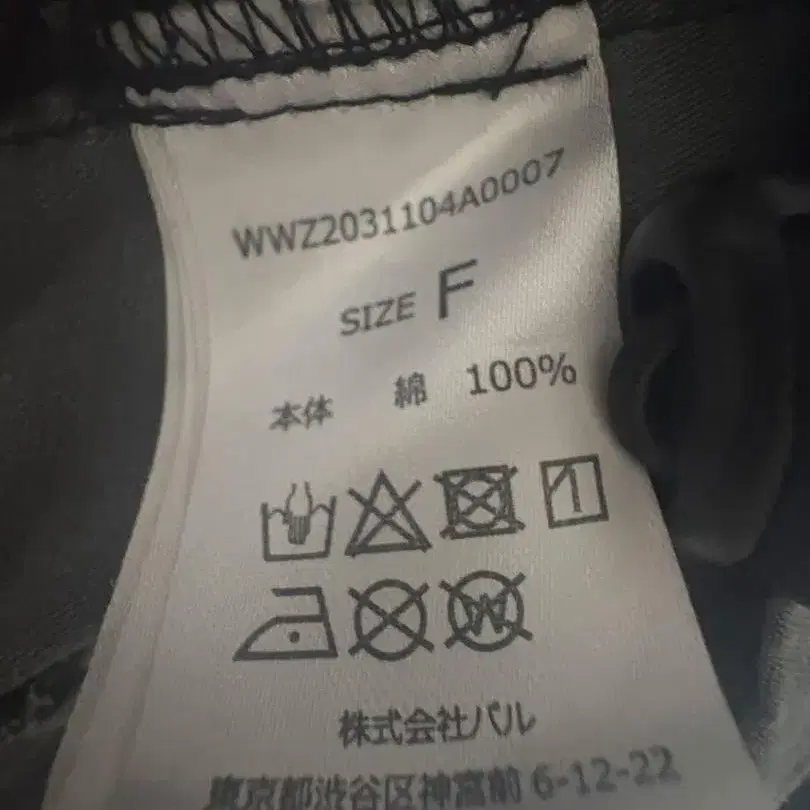 WWZ2031104A0007
SIZE F
本体 綿 100%
株式会社パル
東京都渋谷区神宮前 6-12-22